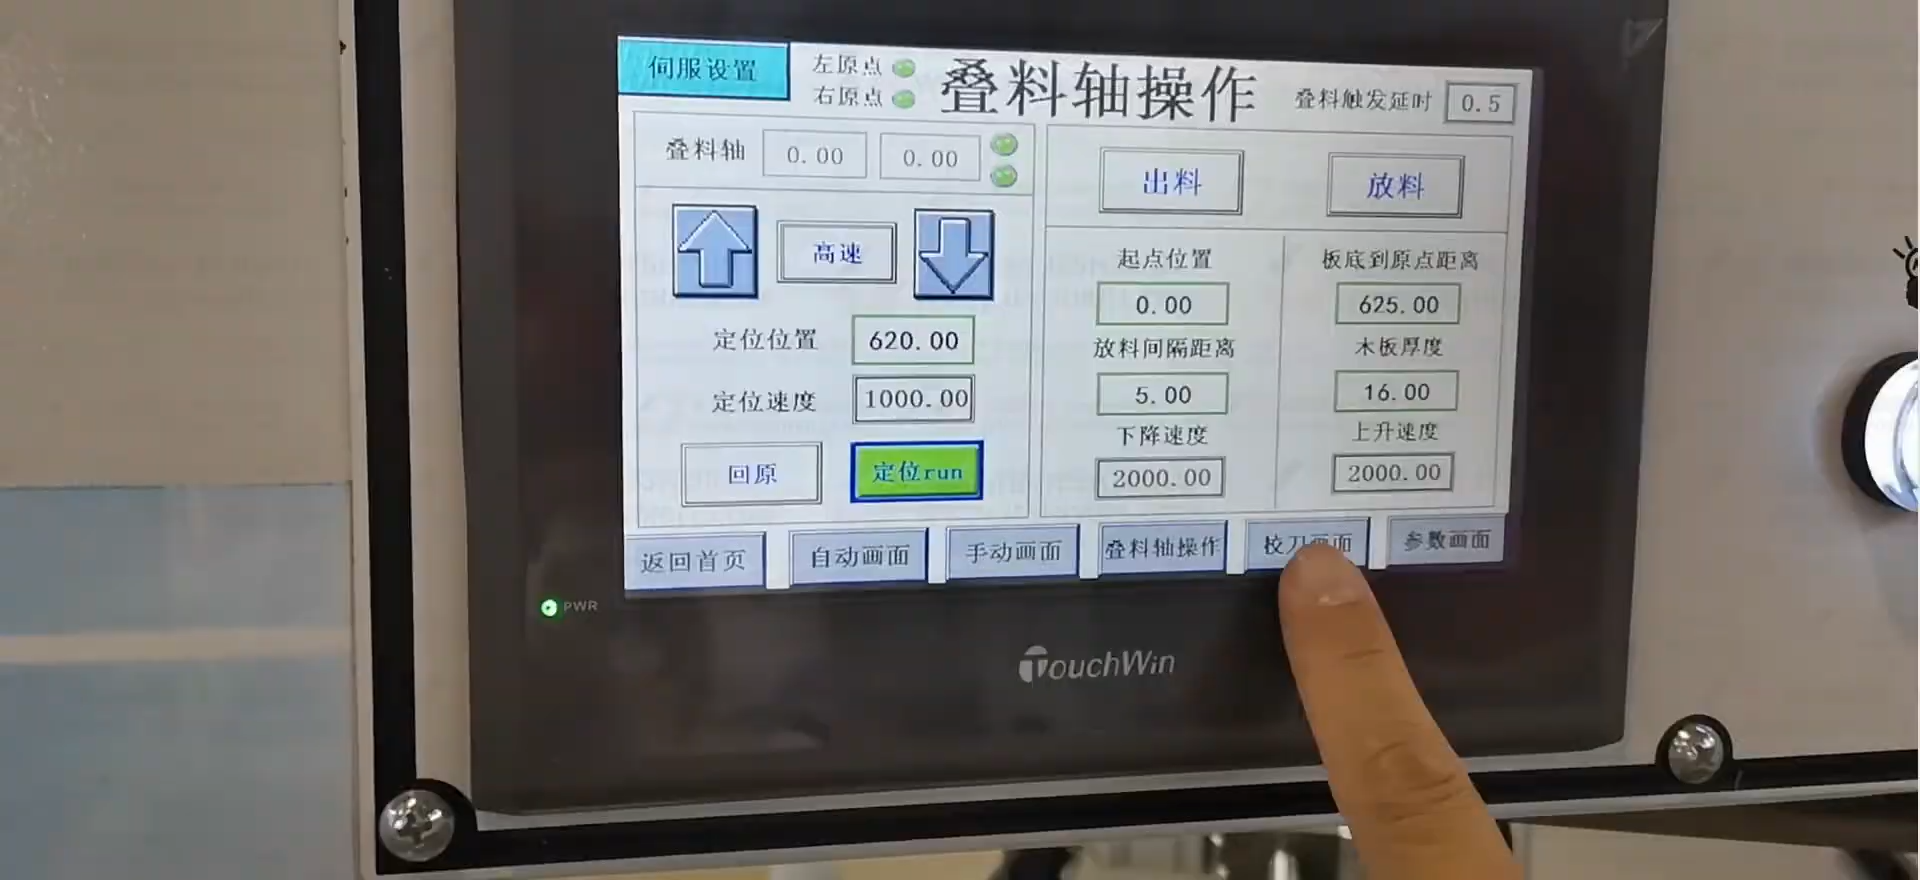 伺服设置
左原点
右原点
叠料轴操作
叠料触发延时 0.5
叠料轴 0.00 0.00
高速
定位位置 620.00
定位速度 1000.00
回原 定位run
出料 放料
起点位置 板底到原点距离
0.00 625.00
放料间隔距离 木板厚度
5.00 16.00
下降速度 上升速度
2000.00 2000.00
返回首页 自动画面 手动画面 叠料轴操作 校刀画面 参数画面
PWR
TouchWin